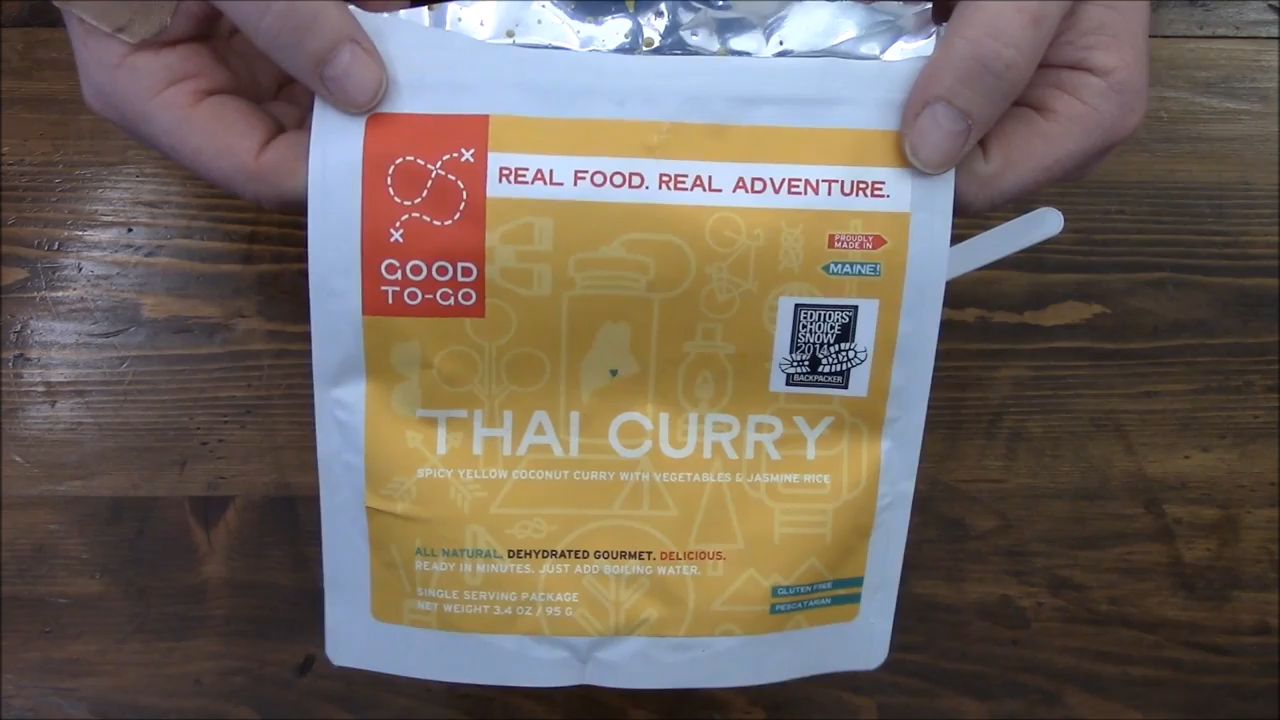 REAL FOOD. REAL ADVENTURE.
GOOD
TO-GO
PROUDLY
MADE IN
MAINE!
EDITORS'
CHOICE
SNOW
2014
BACKPACKER
THAI CURRY
SPICY YELLOW COCONUT CURRY WITH VEGETABLES & JASMINE RICE
ALL NATURAL. DEHYDRATED GOURMET. DELICIOUS.
READY IN MINUTES. JUST ADD BOILING WATER.
SINGLE SERVING PACKAGE
NET WEIGHT 3.4 OZ / 95 G
GLUTEN FREE
PESCATARIAN